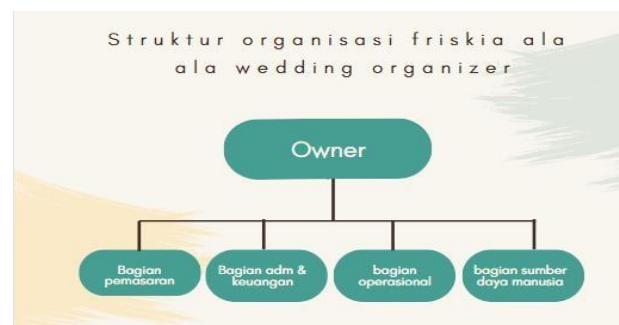 Struktur organisasi friskia ala
ala wedding organizer
Owner
Bagian
pemasaran
Bagian adm &
keuangan
bagian
operasional
bagian sumber
daya manusia